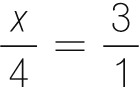 x/4 = 3/1